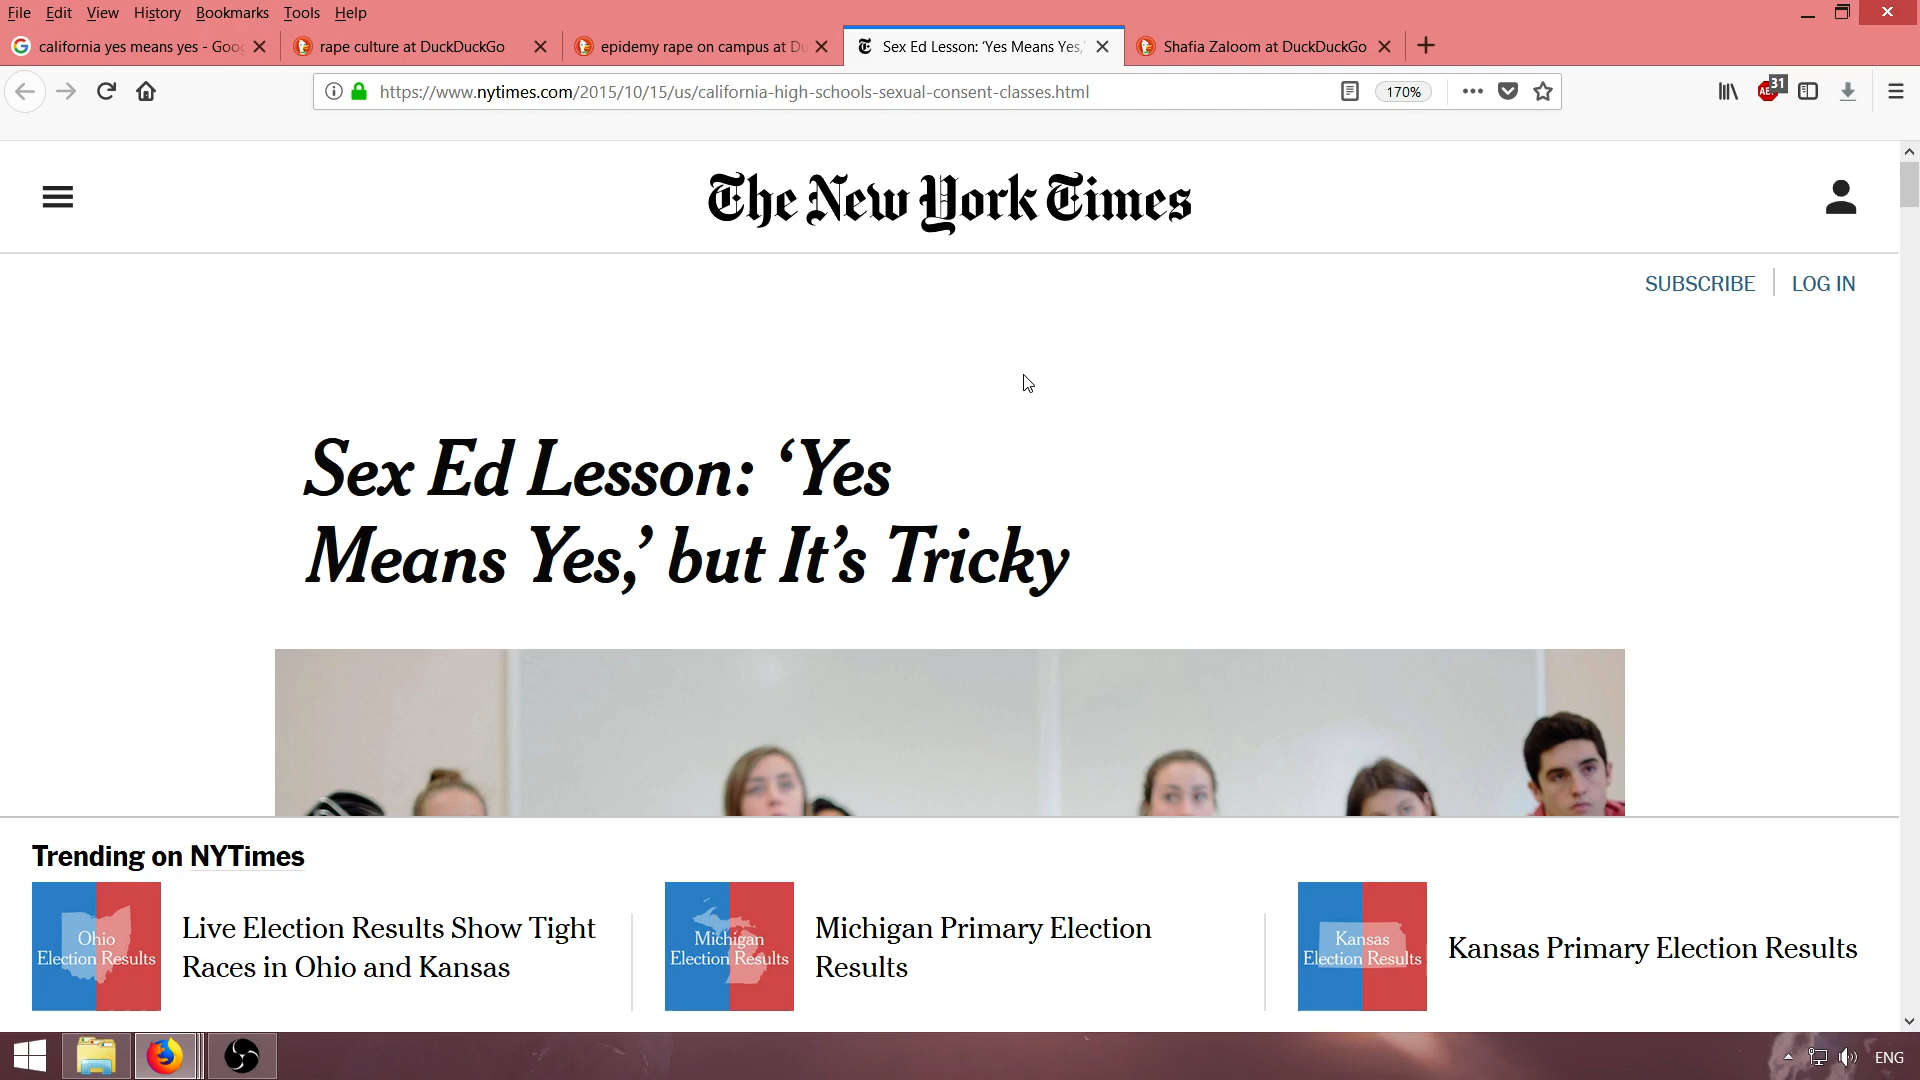 File Edit View History Bookmarks Tools Help
california yes means yes - Goo
rape culture at DuckDuckGo
epidemy rape on campus at Du
Sex Ed Lesson: ‘Yes Means Yes,’
Shafia Zaloom at DuckDuckGo
https://www.nytimes.com/2015/10/15/us/california-high-schools-sexual-consent-classes.html
170%
ABP
31
The New York Times
SUBSCRIBE
LOG IN
Sex Ed Lesson: ‘Yes
Means Yes,’ but It’s Tricky
Trending on NYTimes
Ohio
Election Results
Live Election Results Show Tight
Races in Ohio and Kansas
Michigan
Election Results
Michigan Primary Election
Results
Kansas
Election Results
Kansas Primary Election Results
ENG